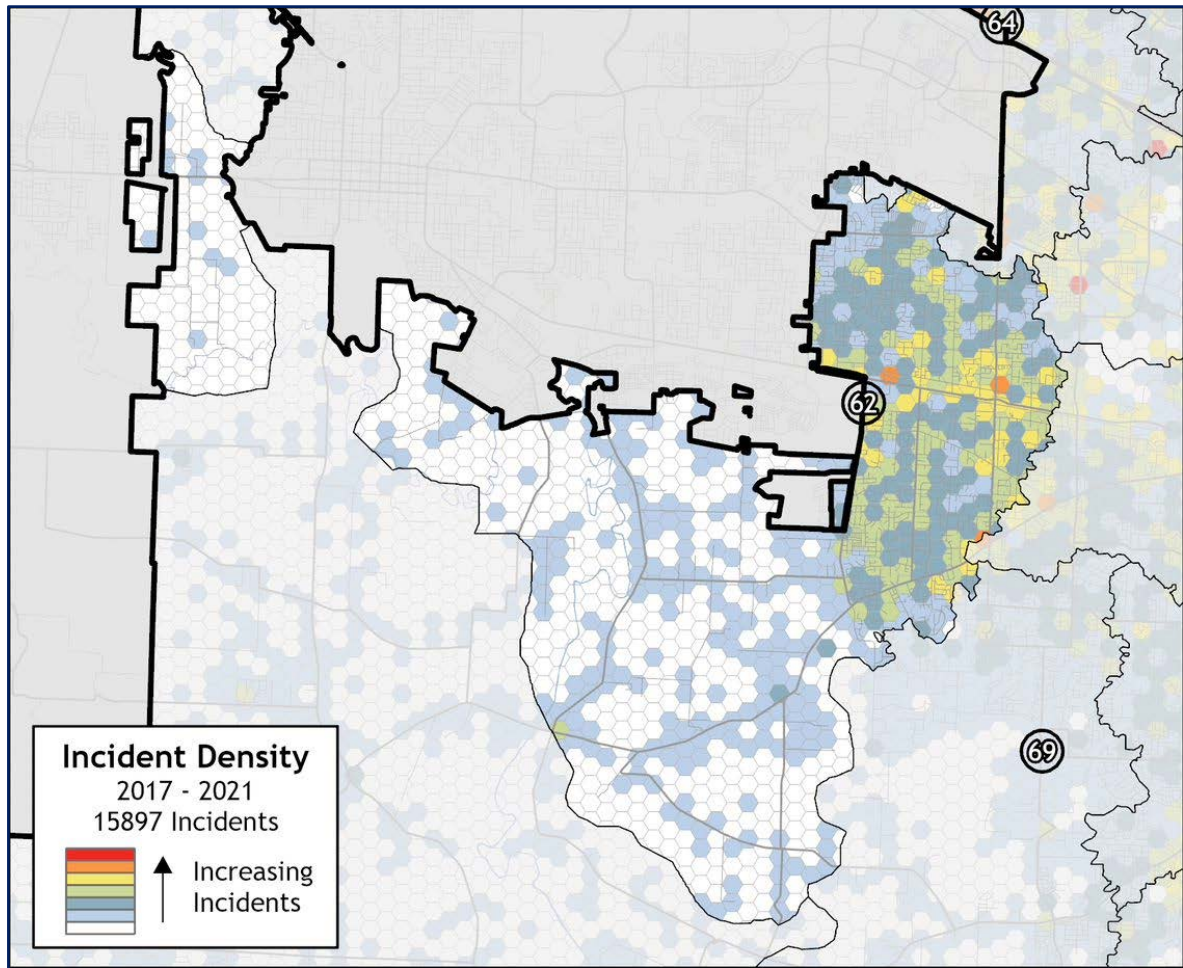 64
62
69
Incident Density
2017 - 2021
15897 Incidents
Increasing
Incidents